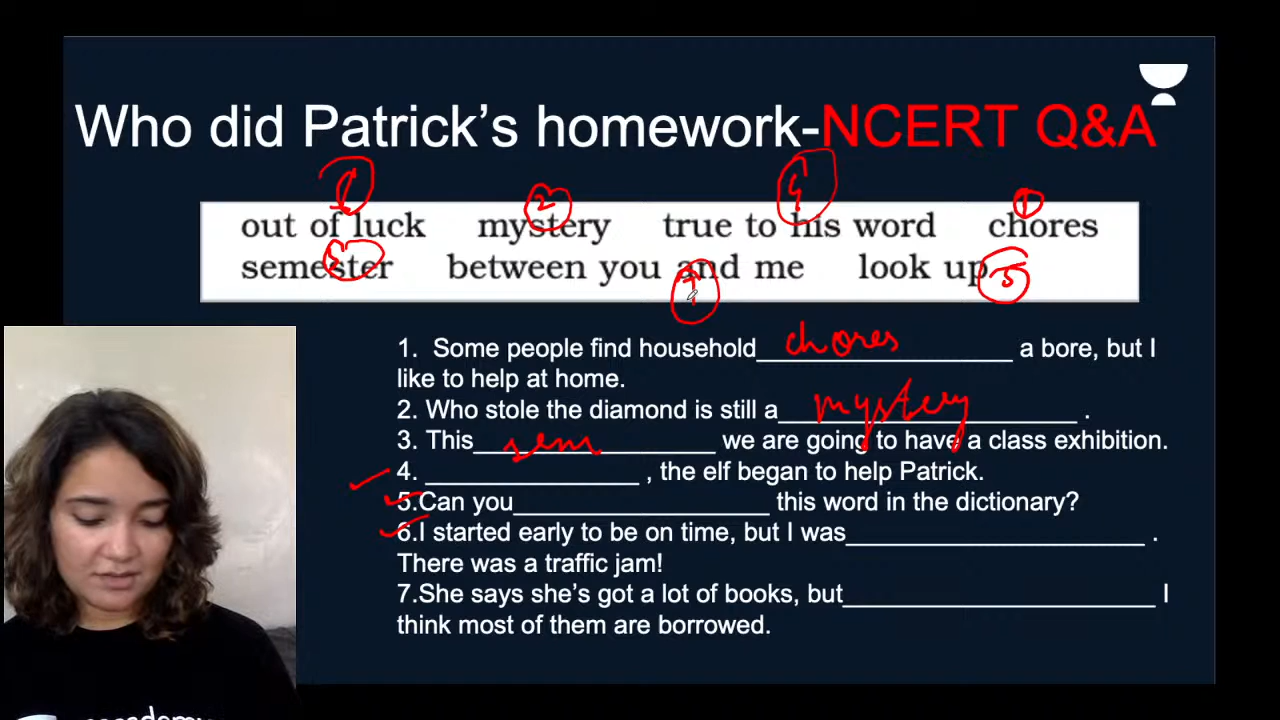 Who did Patrick's homework-NCERT Q&A
out of luck mystery true to his word chores
semester between you and me look up
1. Some people find household chores a bore, but I
like to help at home.
2. Who stole the diamond is still a mystery .
3. This sem we are going to have a class exhibition.
4. , the elf began to help Patrick.
5.Can you this word in the dictionary?
6.I started early to be on time, but I was .
There was a traffic jam!
7.She says she's got a lot of books, but I
think most of them are borrowed.